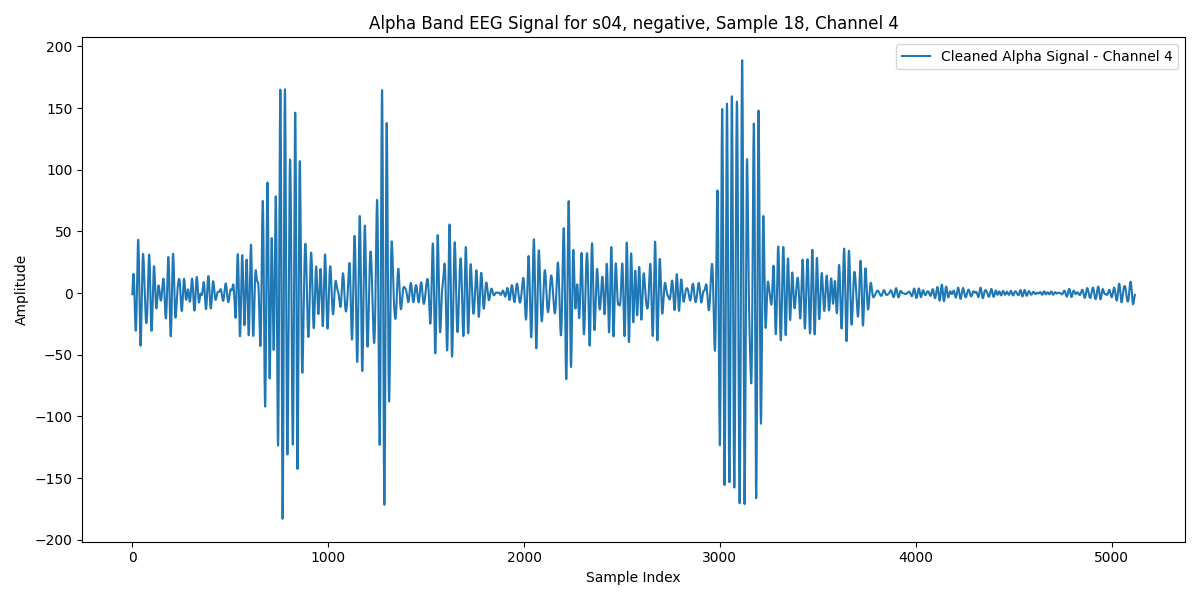 Alpha Band EEG Signal for s04, negative, Sample 18, Channel 4
Cleaned Alpha Signal - Channel 4
200
150
100
50
0
−50
−100
−150
−200
Amplitude
0 1000 2000 3000 4000 5000
Sample Index